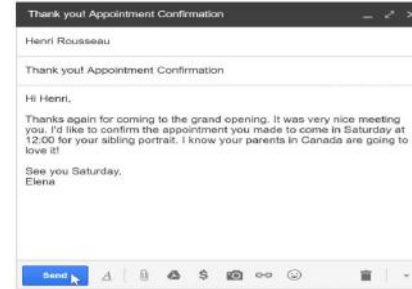 Thank you! Appointment Confirmation
Henri Rousseau
Thank you! Appointment Confirmation
Hi Henri,
Thanks again for coming to the grand opening. It was very nice meeting
you. I'd like to confirm the appointment you made to come in Saturday at
12:00 for your sibling portrait. I know your parents in Canada are going to
love it!
See you Saturday,
Elena
Send